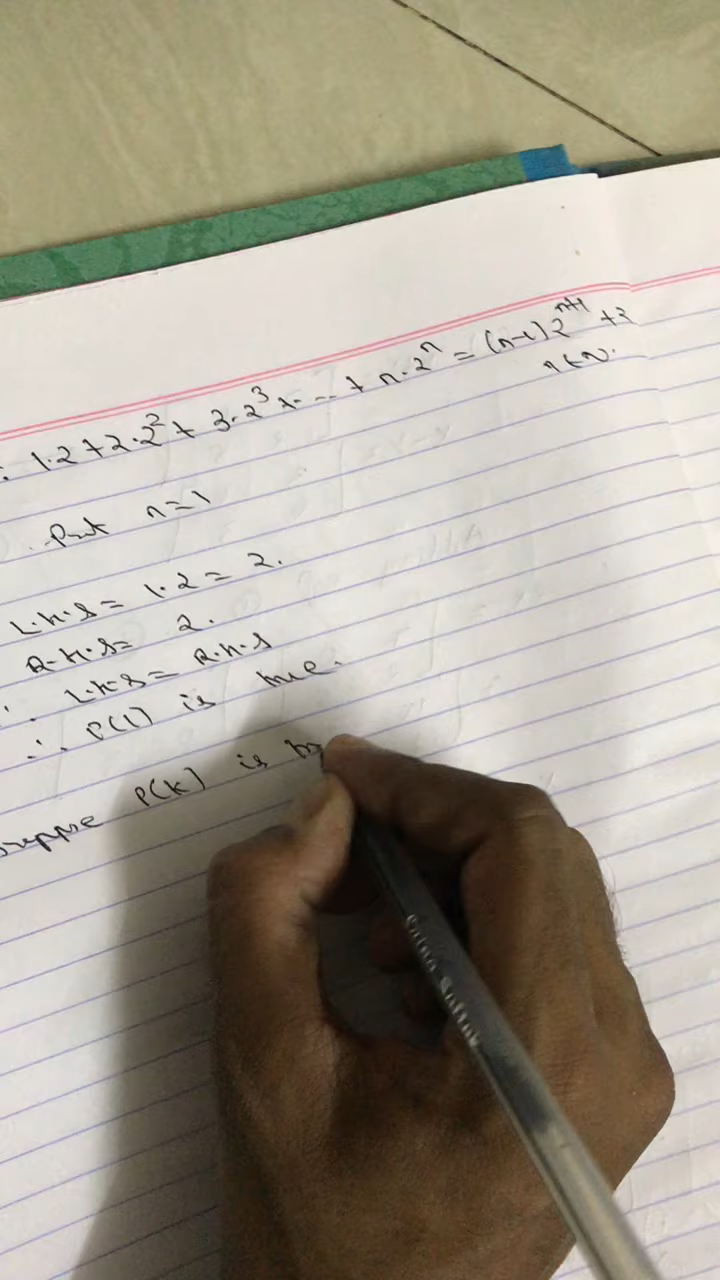 : 1·2+2·2² + 3·2³ + ... + n·2ⁿ = (n-1)2ⁿ⁺¹ +2
n∈N.
Put n=1
L·H·S = 1·2 = 2.
R·H·S = 2.
∴ L·H·S = R·H·S
∴ P(1) is true.
suppose P(k) is